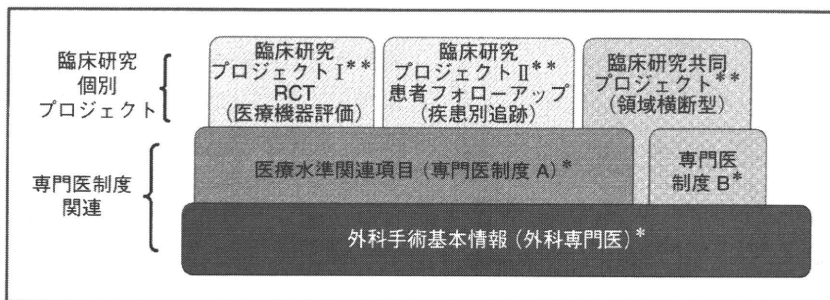 臨床研究
個別
プロジェクト
臨床研究
プロジェクトⅠ**
RCT
(医療機器評価)
臨床研究
プロジェクトⅡ**
患者フォローアップ
(疾患別追跡)
臨床研究共同
プロジェクト**
(領域横断型)
専門医制度
関連
医療水準関連項目(専門医制度 A)*
専門医
制度 B*
外科手術基本情報(外科専門医)*